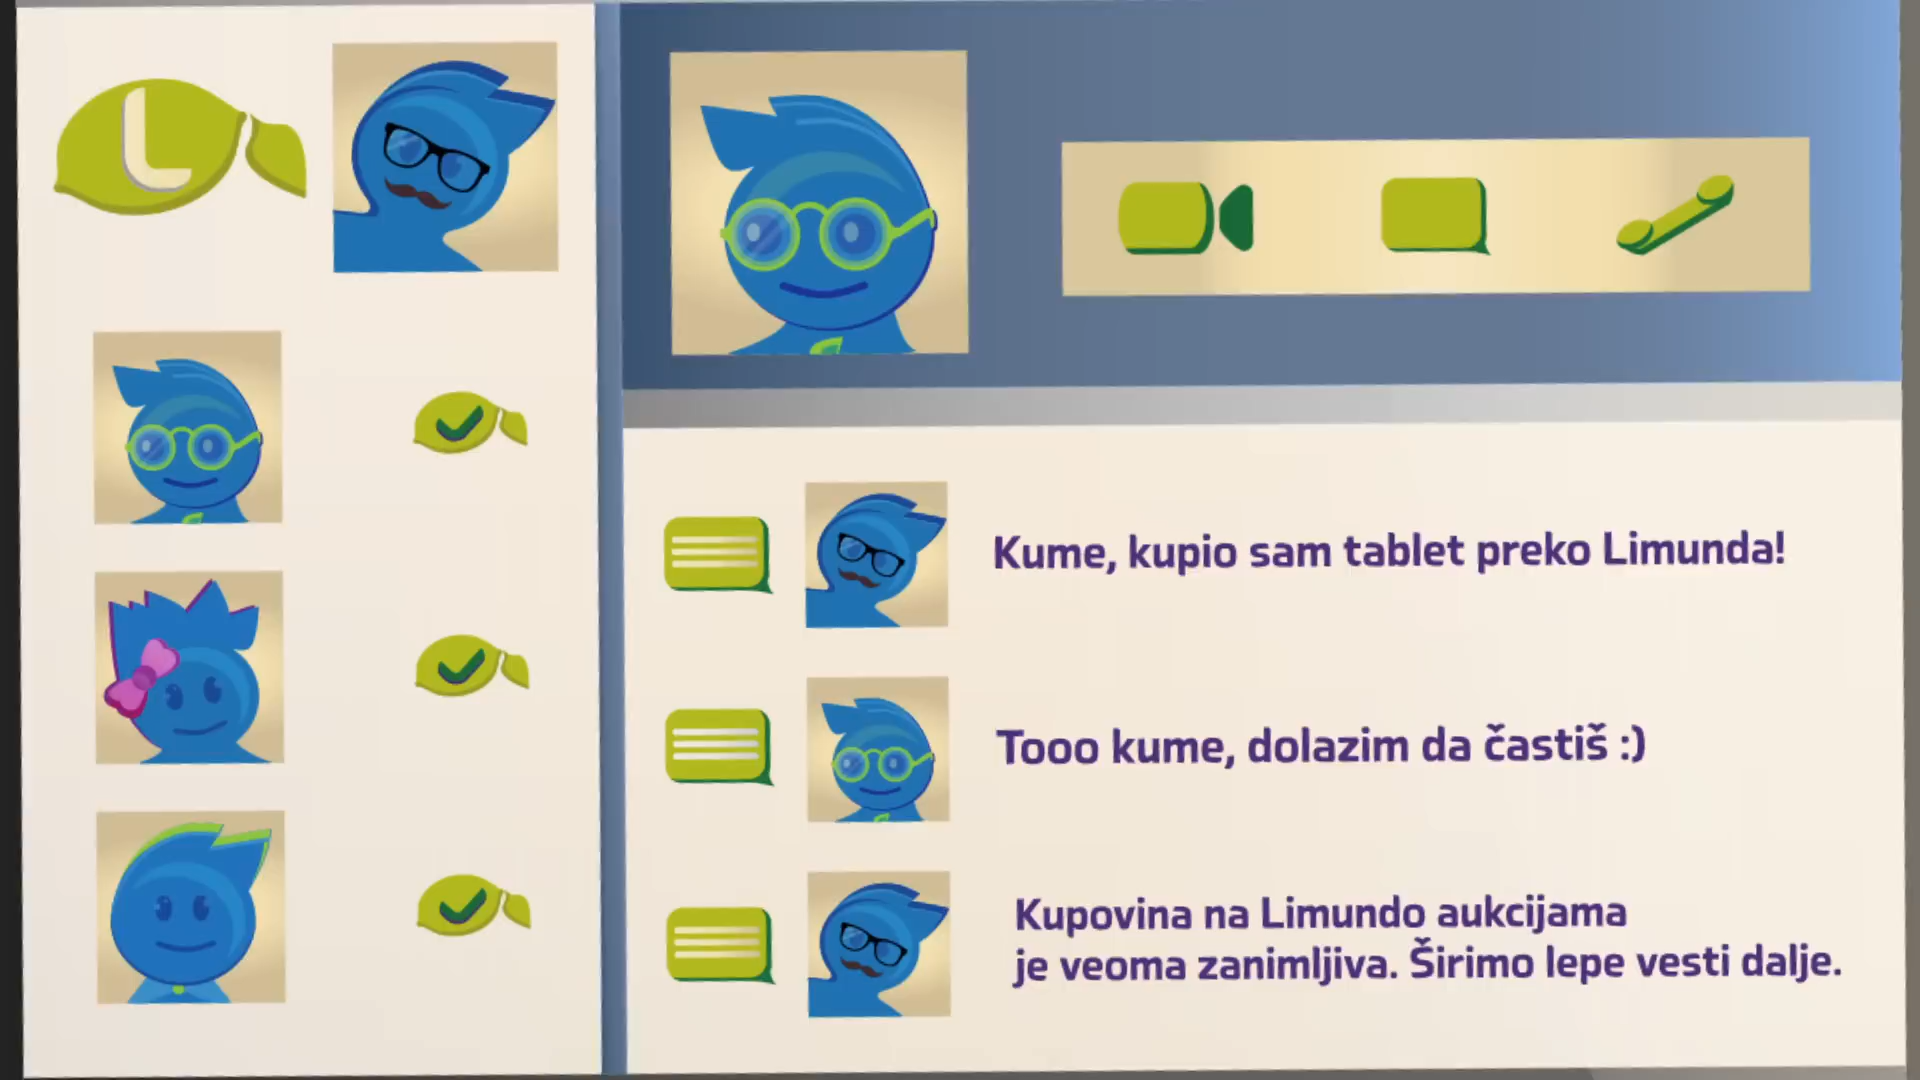 L
Kume, kupio sam tablet preko Limunda!
Tooo kume, dolazim da častiš :)
Kupovina na Limundo aukcijama
je veoma zanimljiva. Širimo lepe vesti dalje.